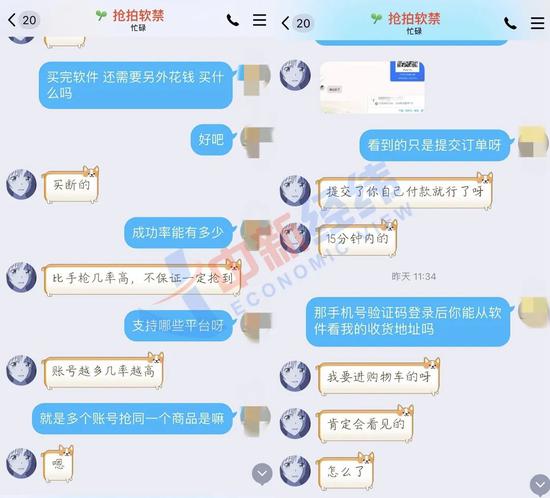 20
抢拍软禁
忙碌
买完软件 还需要另外花钱 买什
么吗
好吧
买断的
成功率能有多少
比手枪几率高，不保证一定抢到
支持哪些平台呀
账号越多几率越高
就是多个账号抢同一个商品是嘛
嗯
20
抢拍软禁
忙碌
看到的只是提交订单呀
提交了你自己付款就行了呀
15分钟内的
昨天 11:34
那手机号验证码登录后你能从软
件看我的收货地址吗
我要进购物车的呀
肯定会看见的
怎么了
中新经纬
ECONOMIC VIEW